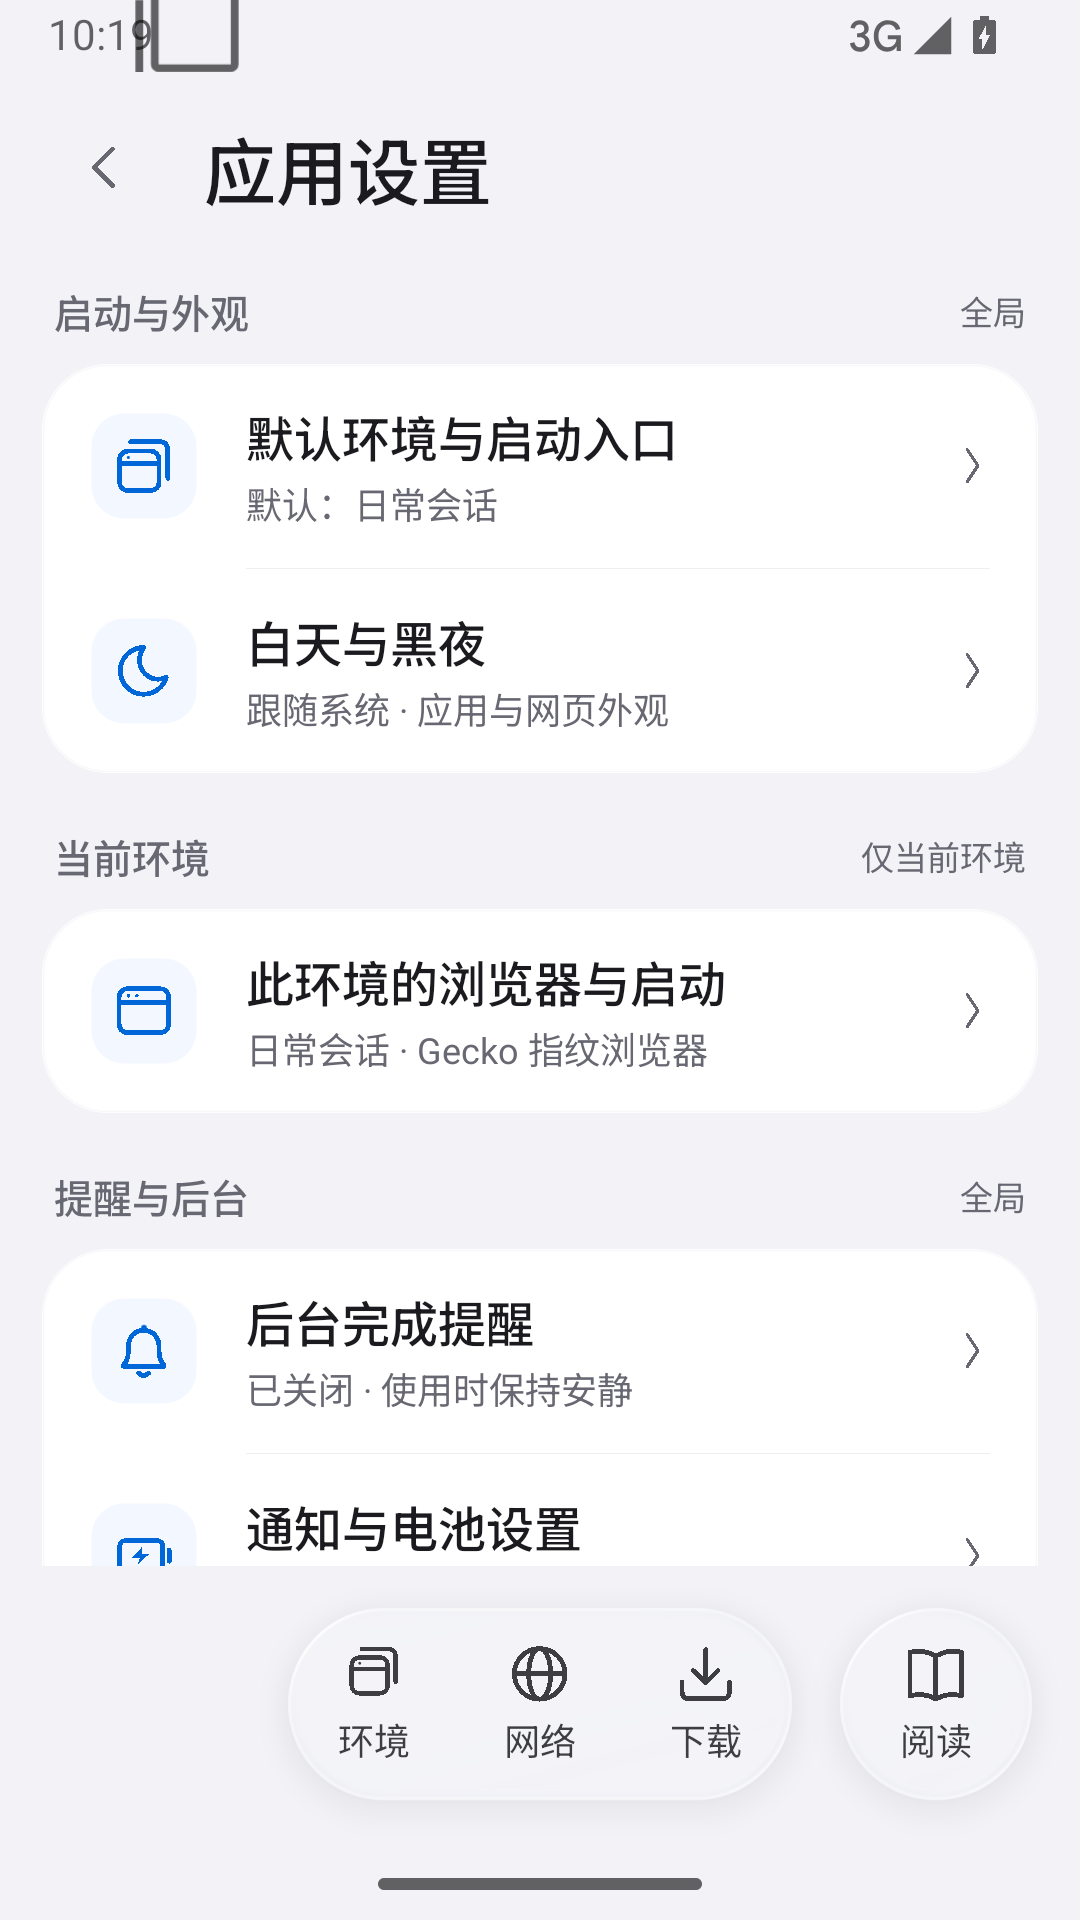 10:19
3G
应用设置
启动与外观
全局
默认环境与启动入口
默认：日常会话
白天与黑夜
跟随系统 · 应用与网页外观
当前环境
仅当前环境
此环境的浏览器与启动
日常会话 · Gecko 指纹浏览器
提醒与后台
全局
后台完成提醒
已关闭 · 使用时保持安静
通知与电池设置
环境
网络
下载
阅读